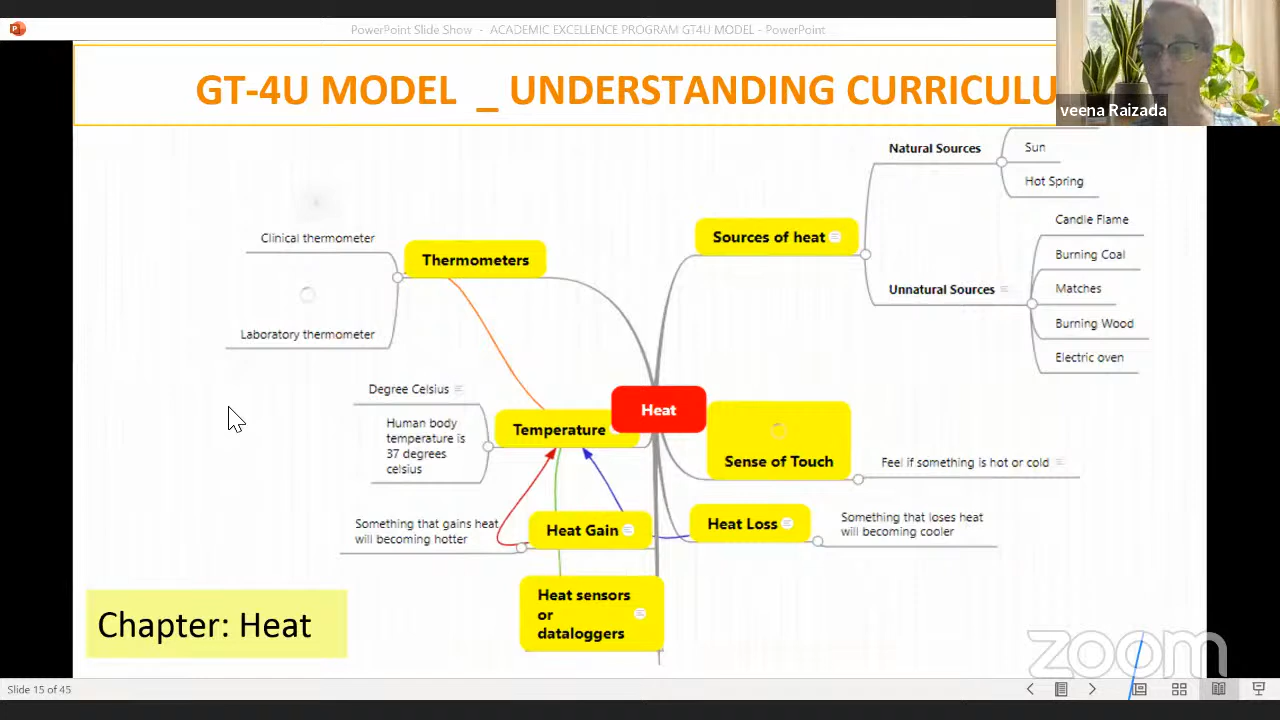 PowerPoint Slide Show - ACADEMIC EXCELLENCE PROGRAM GT4U MODEL - PowerPoint
GT-4U MODEL _ UNDERSTANDING CURRICULU
veena Raizada
Natural Sources
Sun
Hot Spring
Sources of heat
Candle Flame
Burning Coal
Unnatural Sources
Matches
Burning Wood
Electric oven
Clinical thermometer
Thermometers
Laboratory thermometer
Degree Celsius
Human body
temperature is
37 degrees
celsius
Temperature
Heat
Sense of Touch
Feel if something is hot or cold
Something that gains heat
will becoming hotter
Heat Gain
Heat Loss
Something that loses heat
will becoming cooler
Heat sensors
or
dataloggers
Chapter: Heat
zoom
Slide 15 of 45